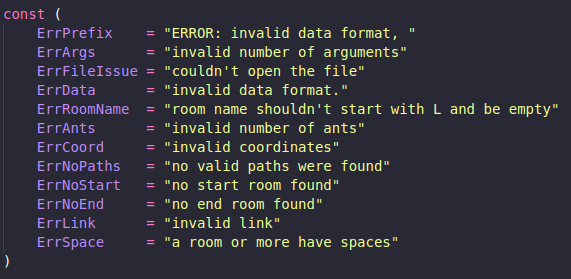 const (
    ErrPrefix    = "ERROR: invalid data format, "
    ErrArgs      = "invalid number of arguments"
    ErrFileIssue = "couldn't open the file"
    ErrData      = "invalid data format."
    ErrRoomName  = "room name shouldn't start with L and be empty"
    ErrAnts      = "invalid number of ants"
    ErrCoord     = "invalid coordinates"
    ErrNoPaths   = "no valid paths were found"
    ErrNoStart   = "no start room found"
    ErrNoEnd     = "no end room found"
    ErrLink      = "invalid link"
    ErrSpace     = "a room or more have spaces"
)